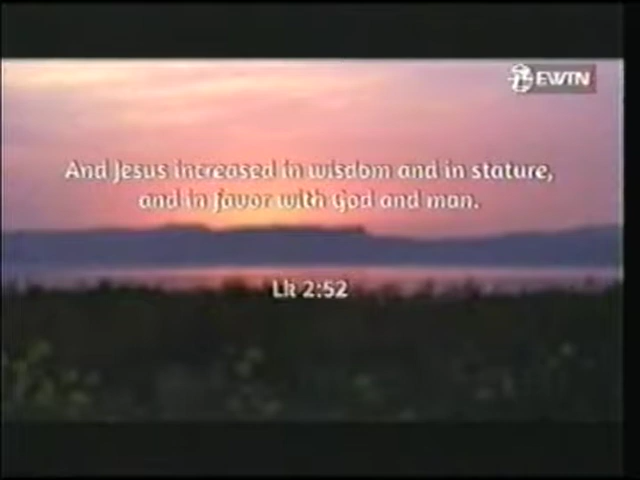 EWTN
And Jesus increased in wisdom and in stature,
and in favor with God and man.
Lk 2:52